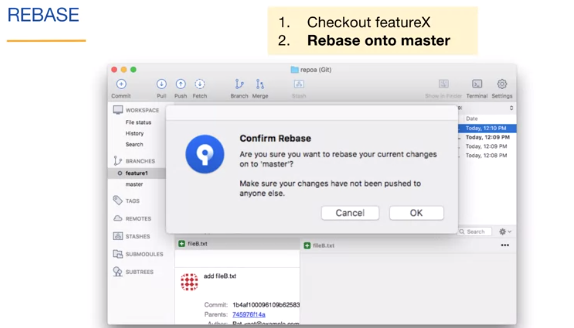 REBASE
1. Checkout featureX
2. Rebase onto master
repox (Git)
Commit Pull Push Fetch Branch Merge Stash Show in Finder Terminal Settings
WORKSPACE
File status
History
Search
BRANCHES
feature1
master
TAGS
REMOTES
STASHES
SUBMODULES
SUBTREES
Confirm Rebase
Are you sure you want to rebase your current changes
on to 'master'?
Make sure your changes have not been pushed to
anyone else.
Cancel OK
Date
Today, 12:10 PM
Today, 12:09 PM
Today, 12:09 PM
Today, 12:08 PM
Search
fileB.txt
fileB.txt
add fileB.txt
Commit: 1b4af100096109b62583
Parents: 745976f14a